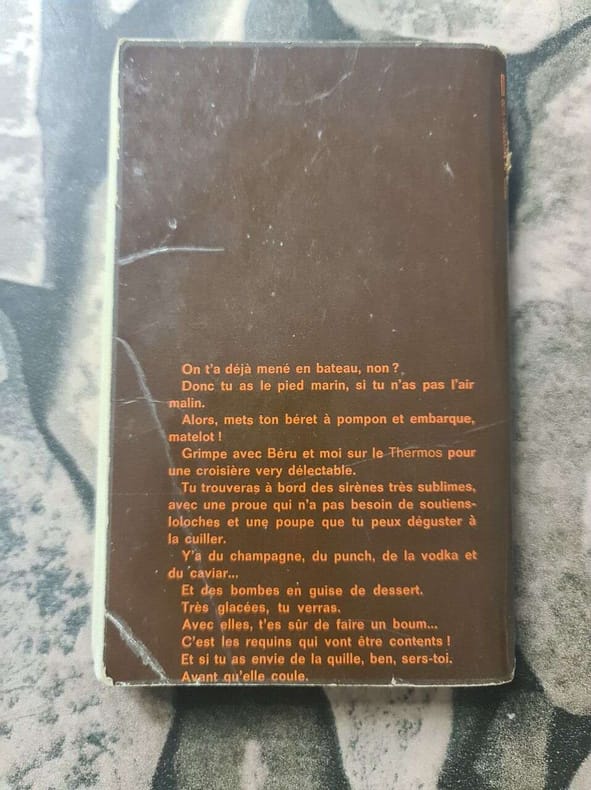 On t'a déjà mené en bateau, non ?
Donc tu as le pied marin, si tu n'as pas l'air
malin.
Alors, mets ton béret à pompon et embarque,
matelot !
Grimpe avec Béru et moi sur le Thermos pour
une croisière very délectable.
Tu trouveras à bord des sirènes très sublimes,
avec une proue qui n'a pas besoin de soutiens-
loloches et une poupe que tu peux déguster à
la cuiller.
Y'a du champagne, du punch, de la vodka et
du caviar...
Et des bombes en guise de dessert.
Très glacées, tu verras.
Avec elles, t'es sûr de faire un boum...
C'est les requins qui vont être contents !
Et si tu as envie de la quille, ben, sers-toi.
Avant qu'elle coule.